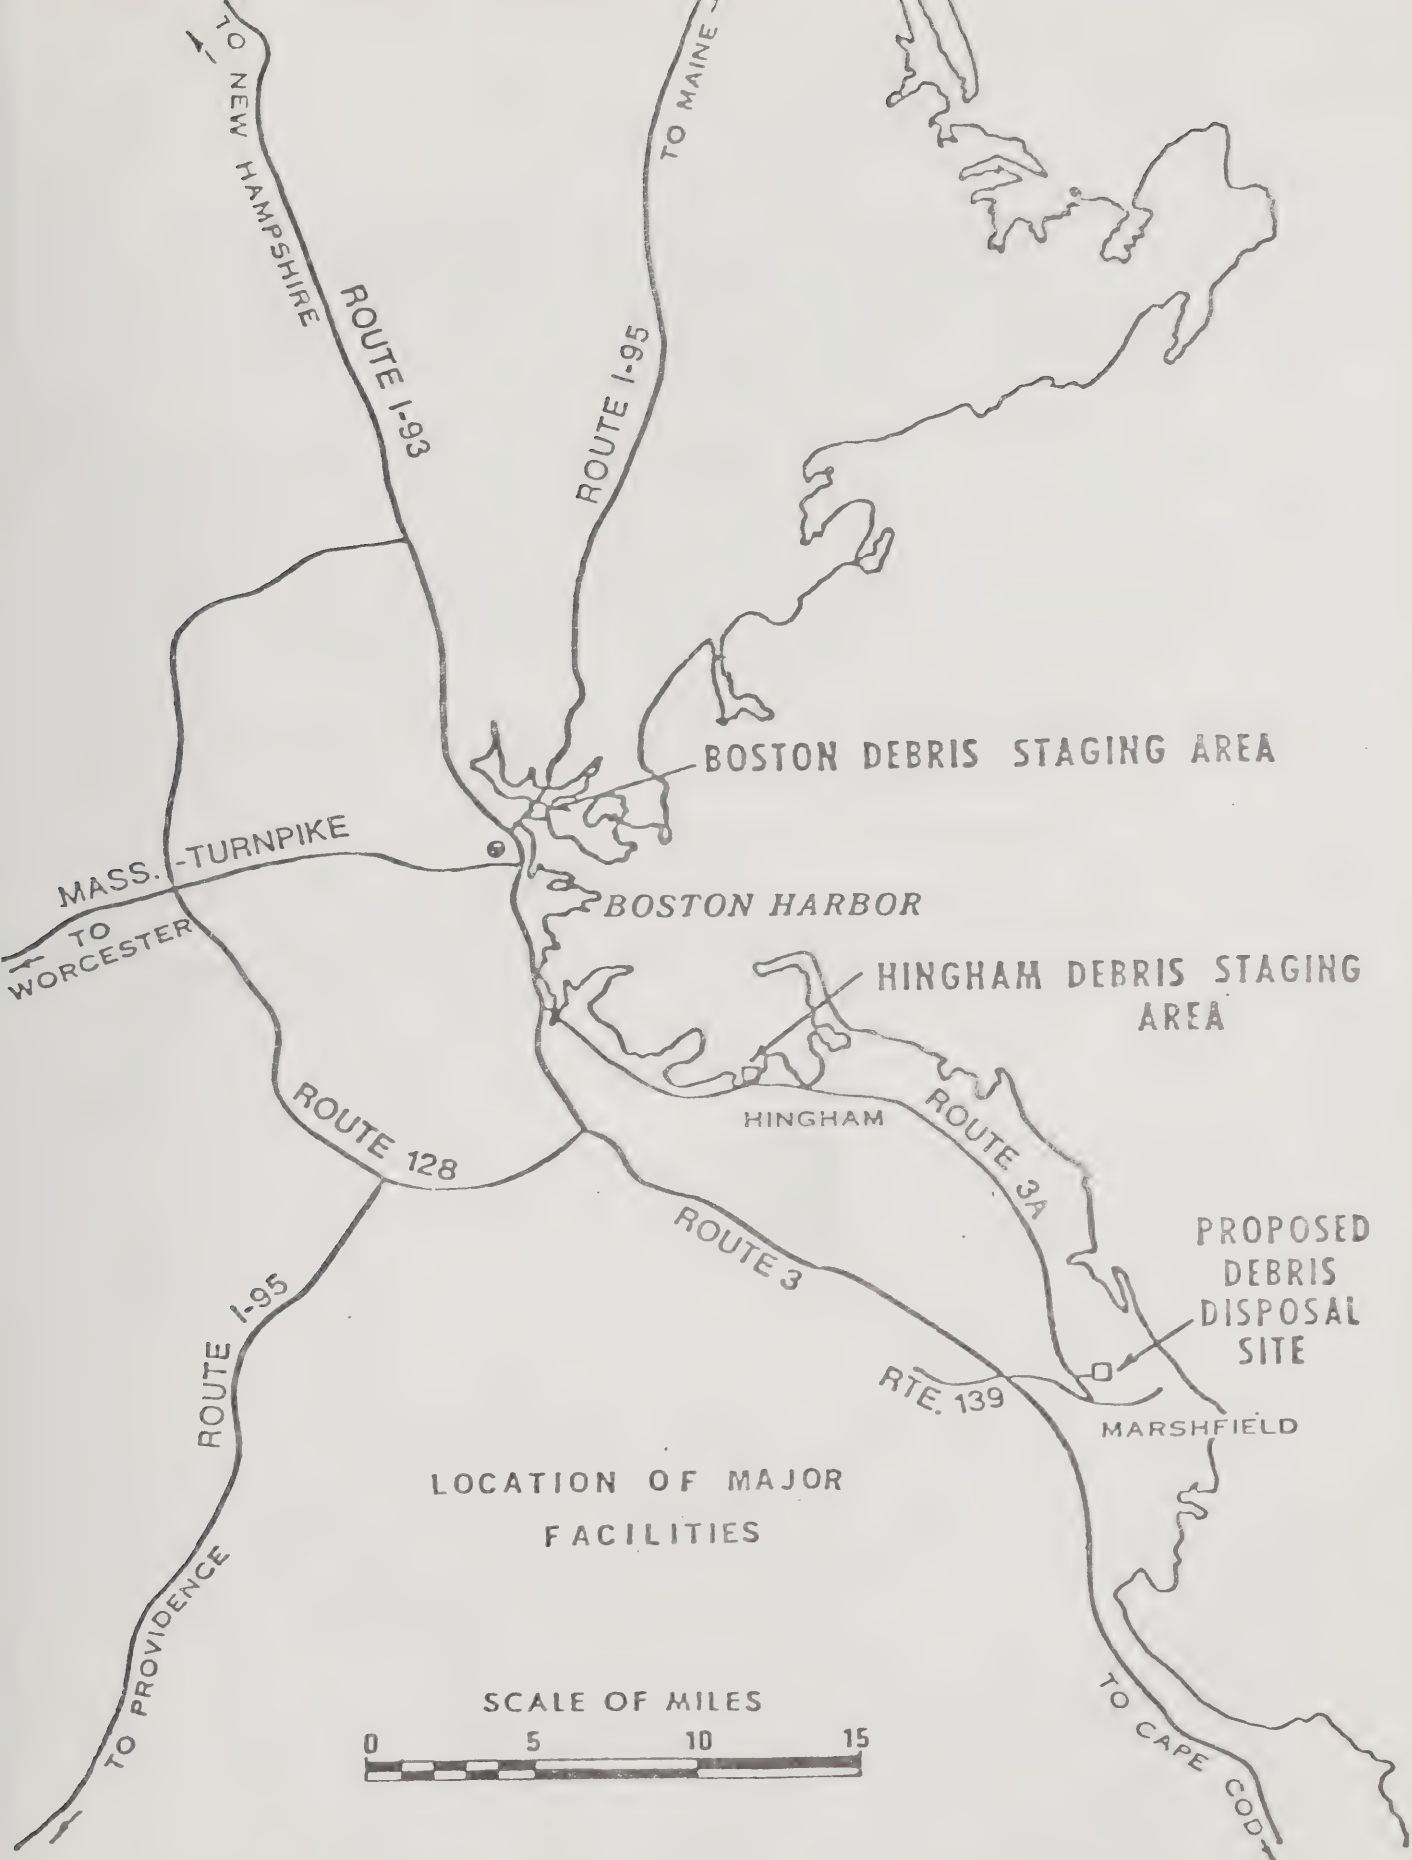 TO NEW HAMPSHIRE
TO MAINE
ROUTE I-93
ROUTE I-95
BOSTON DEBRIS STAGING AREA
MASS. -TURNPIKE
BOSTON HARBOR
TO
WORCESTER
HINGHAM DEBRIS STAGING
AREA
ROUTE 128
HINGHAM
ROUTE 3A
ROUTE 3
PROPOSED
DEBRIS
DISPOSAL
SITE
ROUTE I-95
RTE. 139
MARSHFIELD
LOCATION OF MAJOR
FACILITIES
TO PROVIDENCE
TO CAPE COD
SCALE OF MILES
0 5 10 15